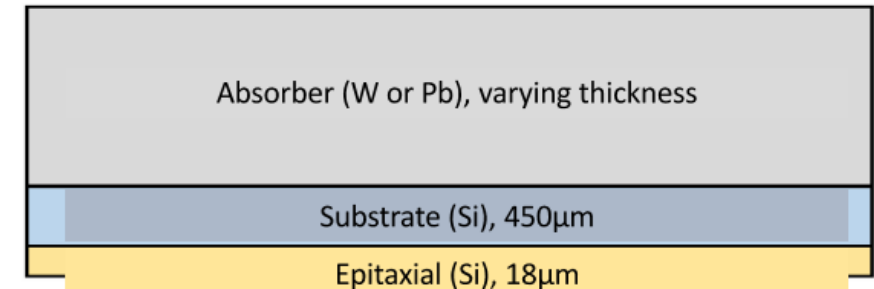 Absorber (W or Pb), varying thickness
Substrate (Si), 450µm
Epitaxial (Si), 18µm